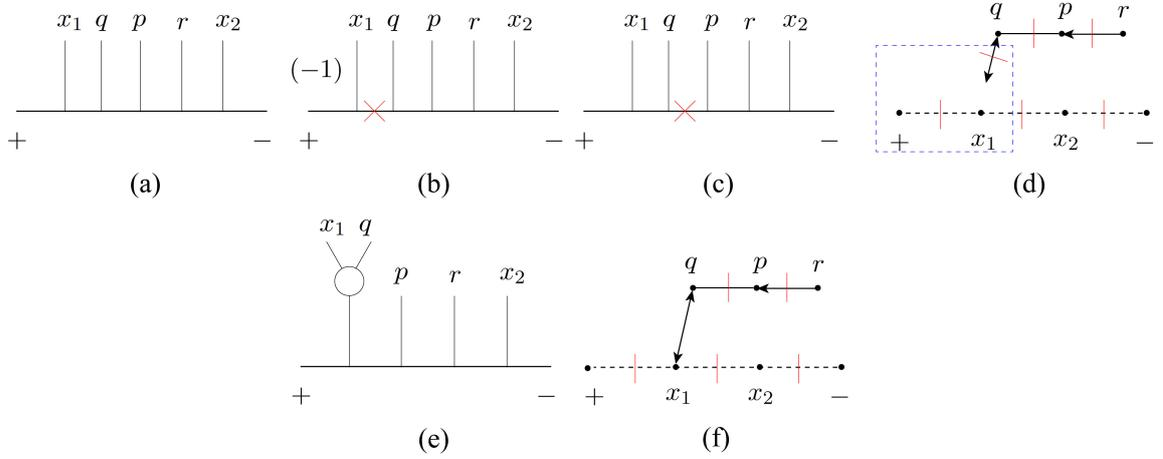 x₁ q p r x₂
+ −
(a)
x₁ q p r x₂
(−1)
+ −
(b)
x₁ q p r x₂
+ −
(c)
q p r
+ x₁ x₂ −
(d)
x₁ q
p r x₂
+ −
(e)
q p r
+ x₁ x₂ −
(f)